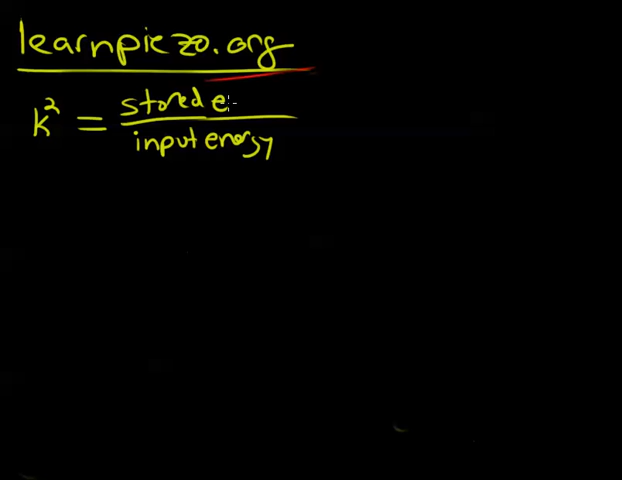 learnpiezo.org
k² = stored e
input energy